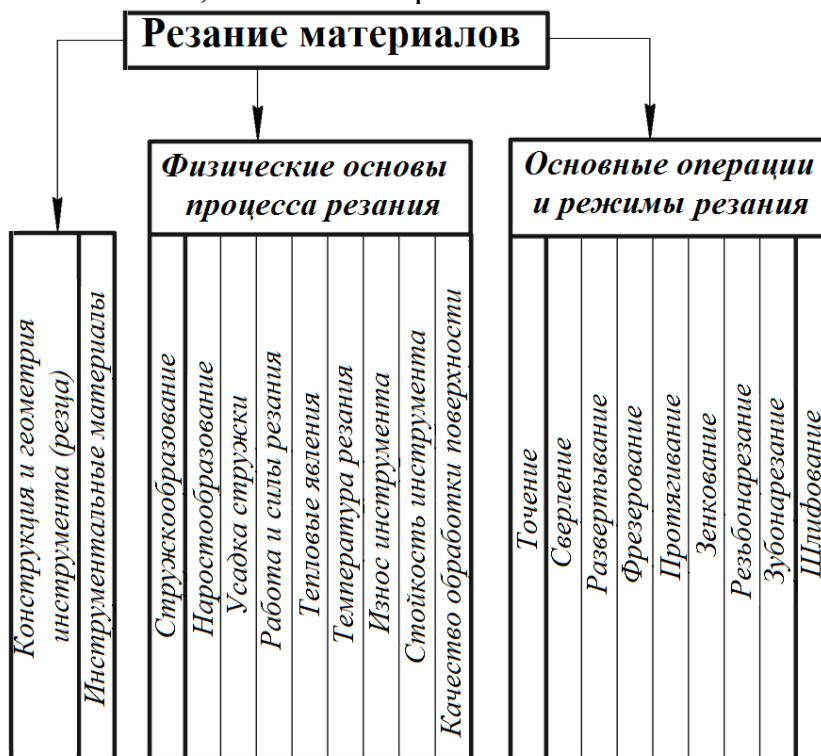 Резание материалов
Физические основы
процесса резания
Основные операции
и режимы резания
Конструкция и геометрия
инструмента (резца)
Инструментальные материалы
Стружкообразование
Наростообразование
Усадка стружки
Работа и силы резания
Тепловые явления
Температура резания
Износ инструмента
Стойкость инструмента
Качество обработки поверхности
Точение
Сверление
Развертывание
Фрезерование
Протягивание
Зенкование
Резьбонарезание
Зубонарезание
Шлифование